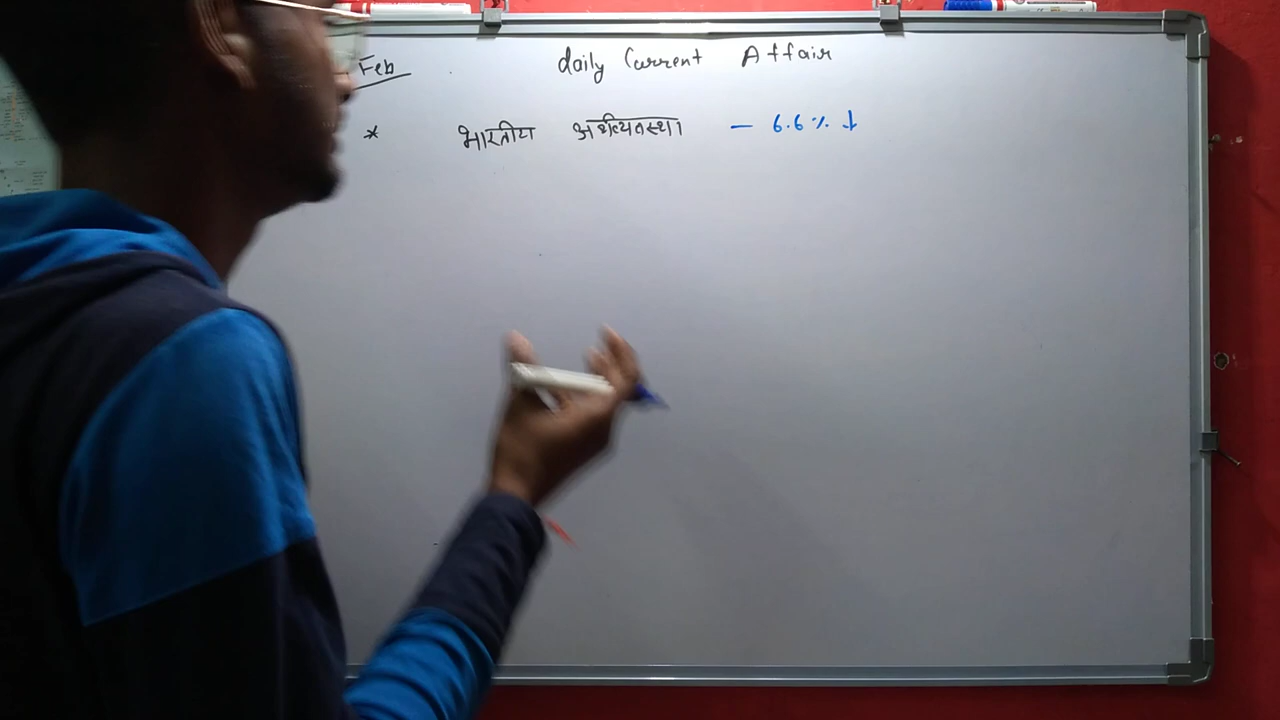 Feb
daily Current Affair
* भारतीय अर्थव्यवस्था - 6.6% ↓